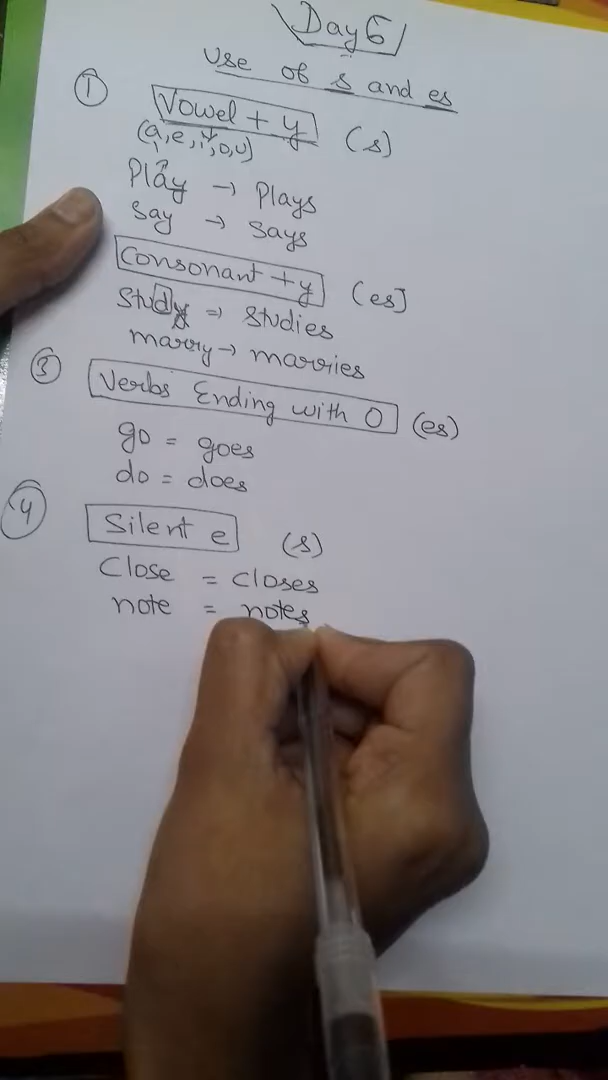 Day 6
Use of s and es
① Vowel + y (s)
(a, e, i, o, u)
Play → Plays
Say → Says
Consonant + y (es]
Study => Studies
marry → marries
③ Verbs Ending with O (es)
go = goes
do = does
④ Silent e (s)
Close = closes
note = notes